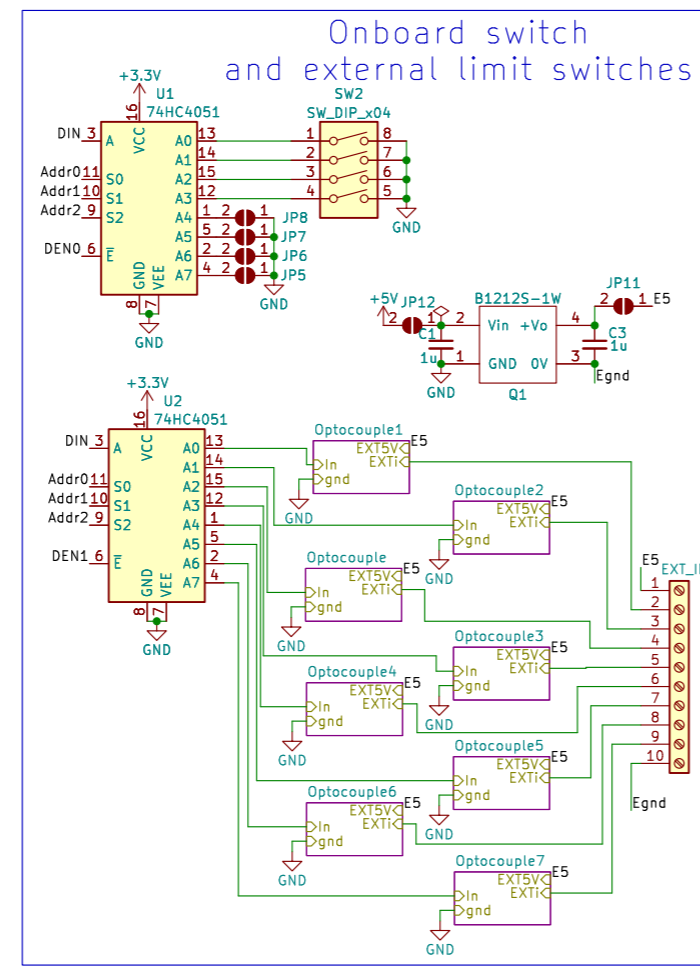 Onboard switch
and external limit switches
+3.3V
U1
74HC4051
16
VCC
DIN 3 A
Addr0 11 S0
Addr1 10 S1
Addr2 9 S2
DEN0 6 E
A0 13
A1 14
A2 15
A3 12
A4 1 2 1 JP8
A5 5 2 1 JP7
A6 2 2 1 JP6
A7 4 2 1 JP5
GND VEE
8 7
GND
GND
SW2
SW_DIP_x04
1 8
2 7
3 6
4 5
GND
+5V JP12
2 1
C1
1u
GND
B1212S-1W
2 Vin +Vo 4
1 GND 0V 3
Q1
JP11
2 1 E5
C3
1u
Egnd
+3.3V
U2
74HC4051
16
VCC
DIN 3 A
Addr0 11 S0
Addr1 10 S1
Addr2 9 S2
DEN1 6 E
A0 13
A1 14
A2 15
A3 12
A4 1
A5 5
A6 2
A7 4
GND VEE
8 7
GND
Optocouple1
EXT5V E5
EXTi
In
gnd
GND
Optocouple2
EXT5V E5
EXTi
In
gnd
GND
Optocouple
EXT5V E5
EXTi
In
gnd
GND
Optocouple3
EXT5V E5
EXTi
In
gnd
GND
Optocouple4
EXT5V E5
EXTi
In
gnd
GND
Optocouple5
EXT5V E5
EXTi
In
gnd
GND
Optocouple6
EXT5V E5
EXTi
In
gnd
GND
Optocouple7
EXT5V E5
EXTi
In
gnd
GND
E5
1
2
3
4
5
6
7
8
9
10
Egnd